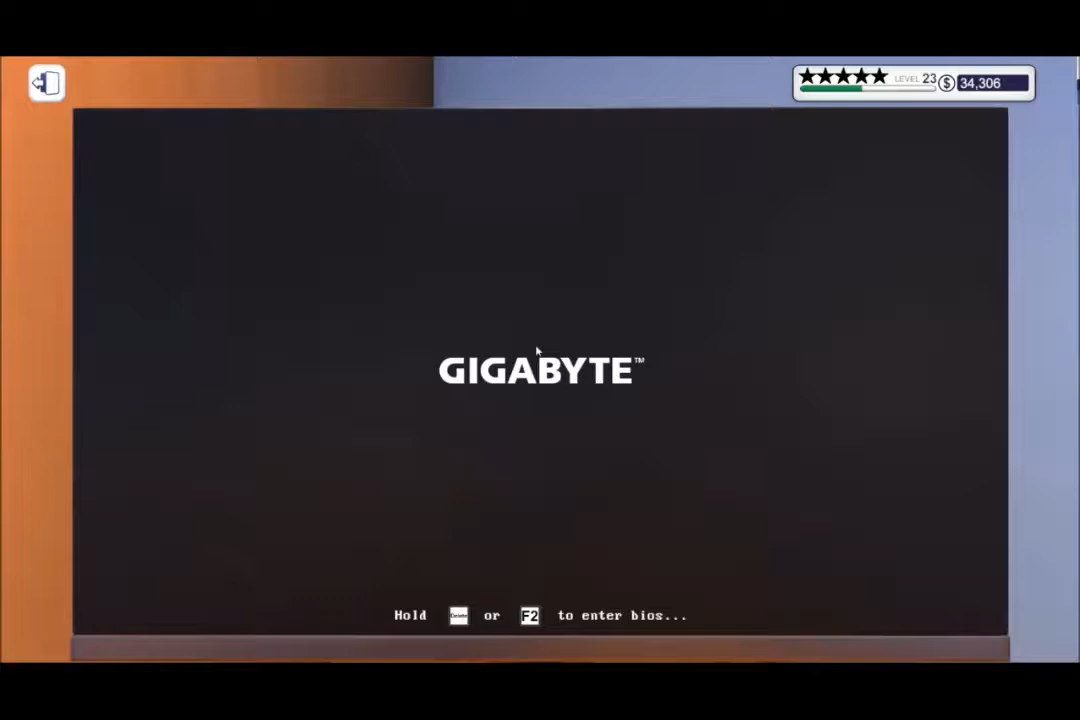 LEVEL 23 $ 34,306
GIGABYTE™
Hold Delete or F2 to enter bios...